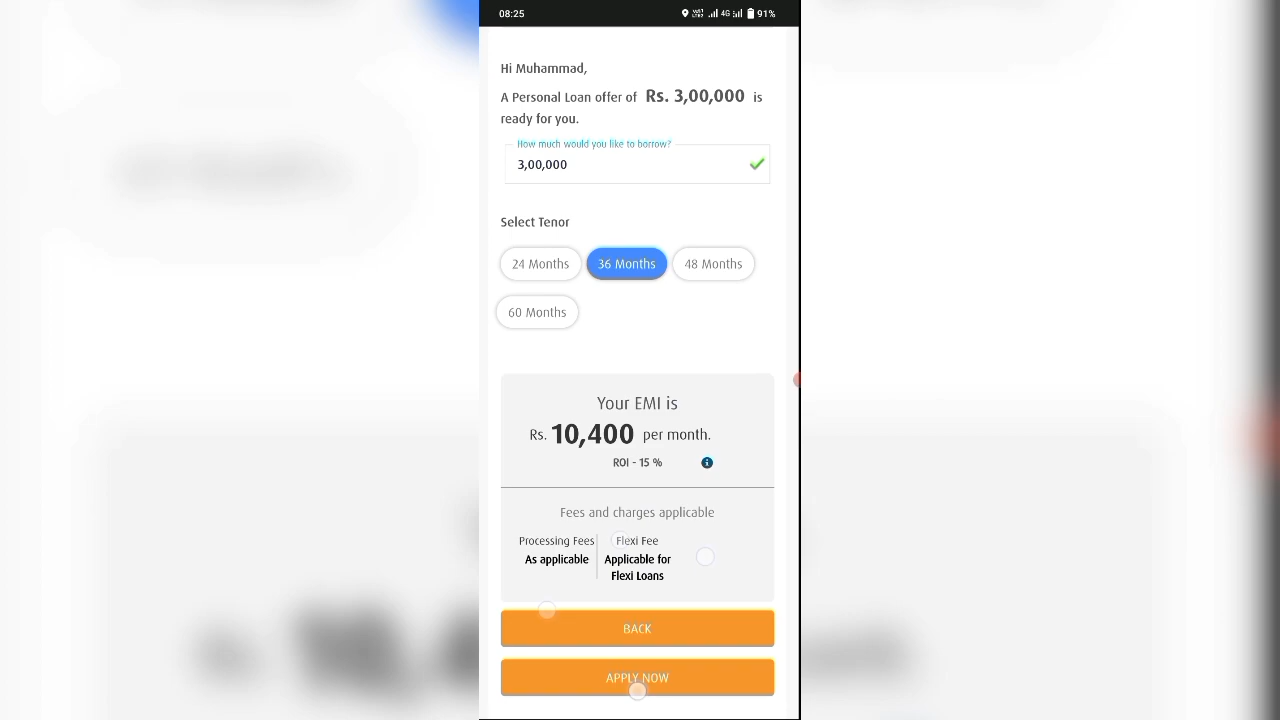 08:25
4G
91%
Hi Muhammad,
A Personal Loan offer of Rs. 3,00,000 is
ready for you.
How much would you like to borrow?
3,00,000
Select Tenor
24 Months
36 Months
48 Months
60 Months
Your EMI is
Rs. 10,400 per month.
ROI - 15 %
Fees and charges applicable
Processing Fees
As applicable
Flexi Fee
Applicable for
Flexi Loans
BACK
APPLY NOW